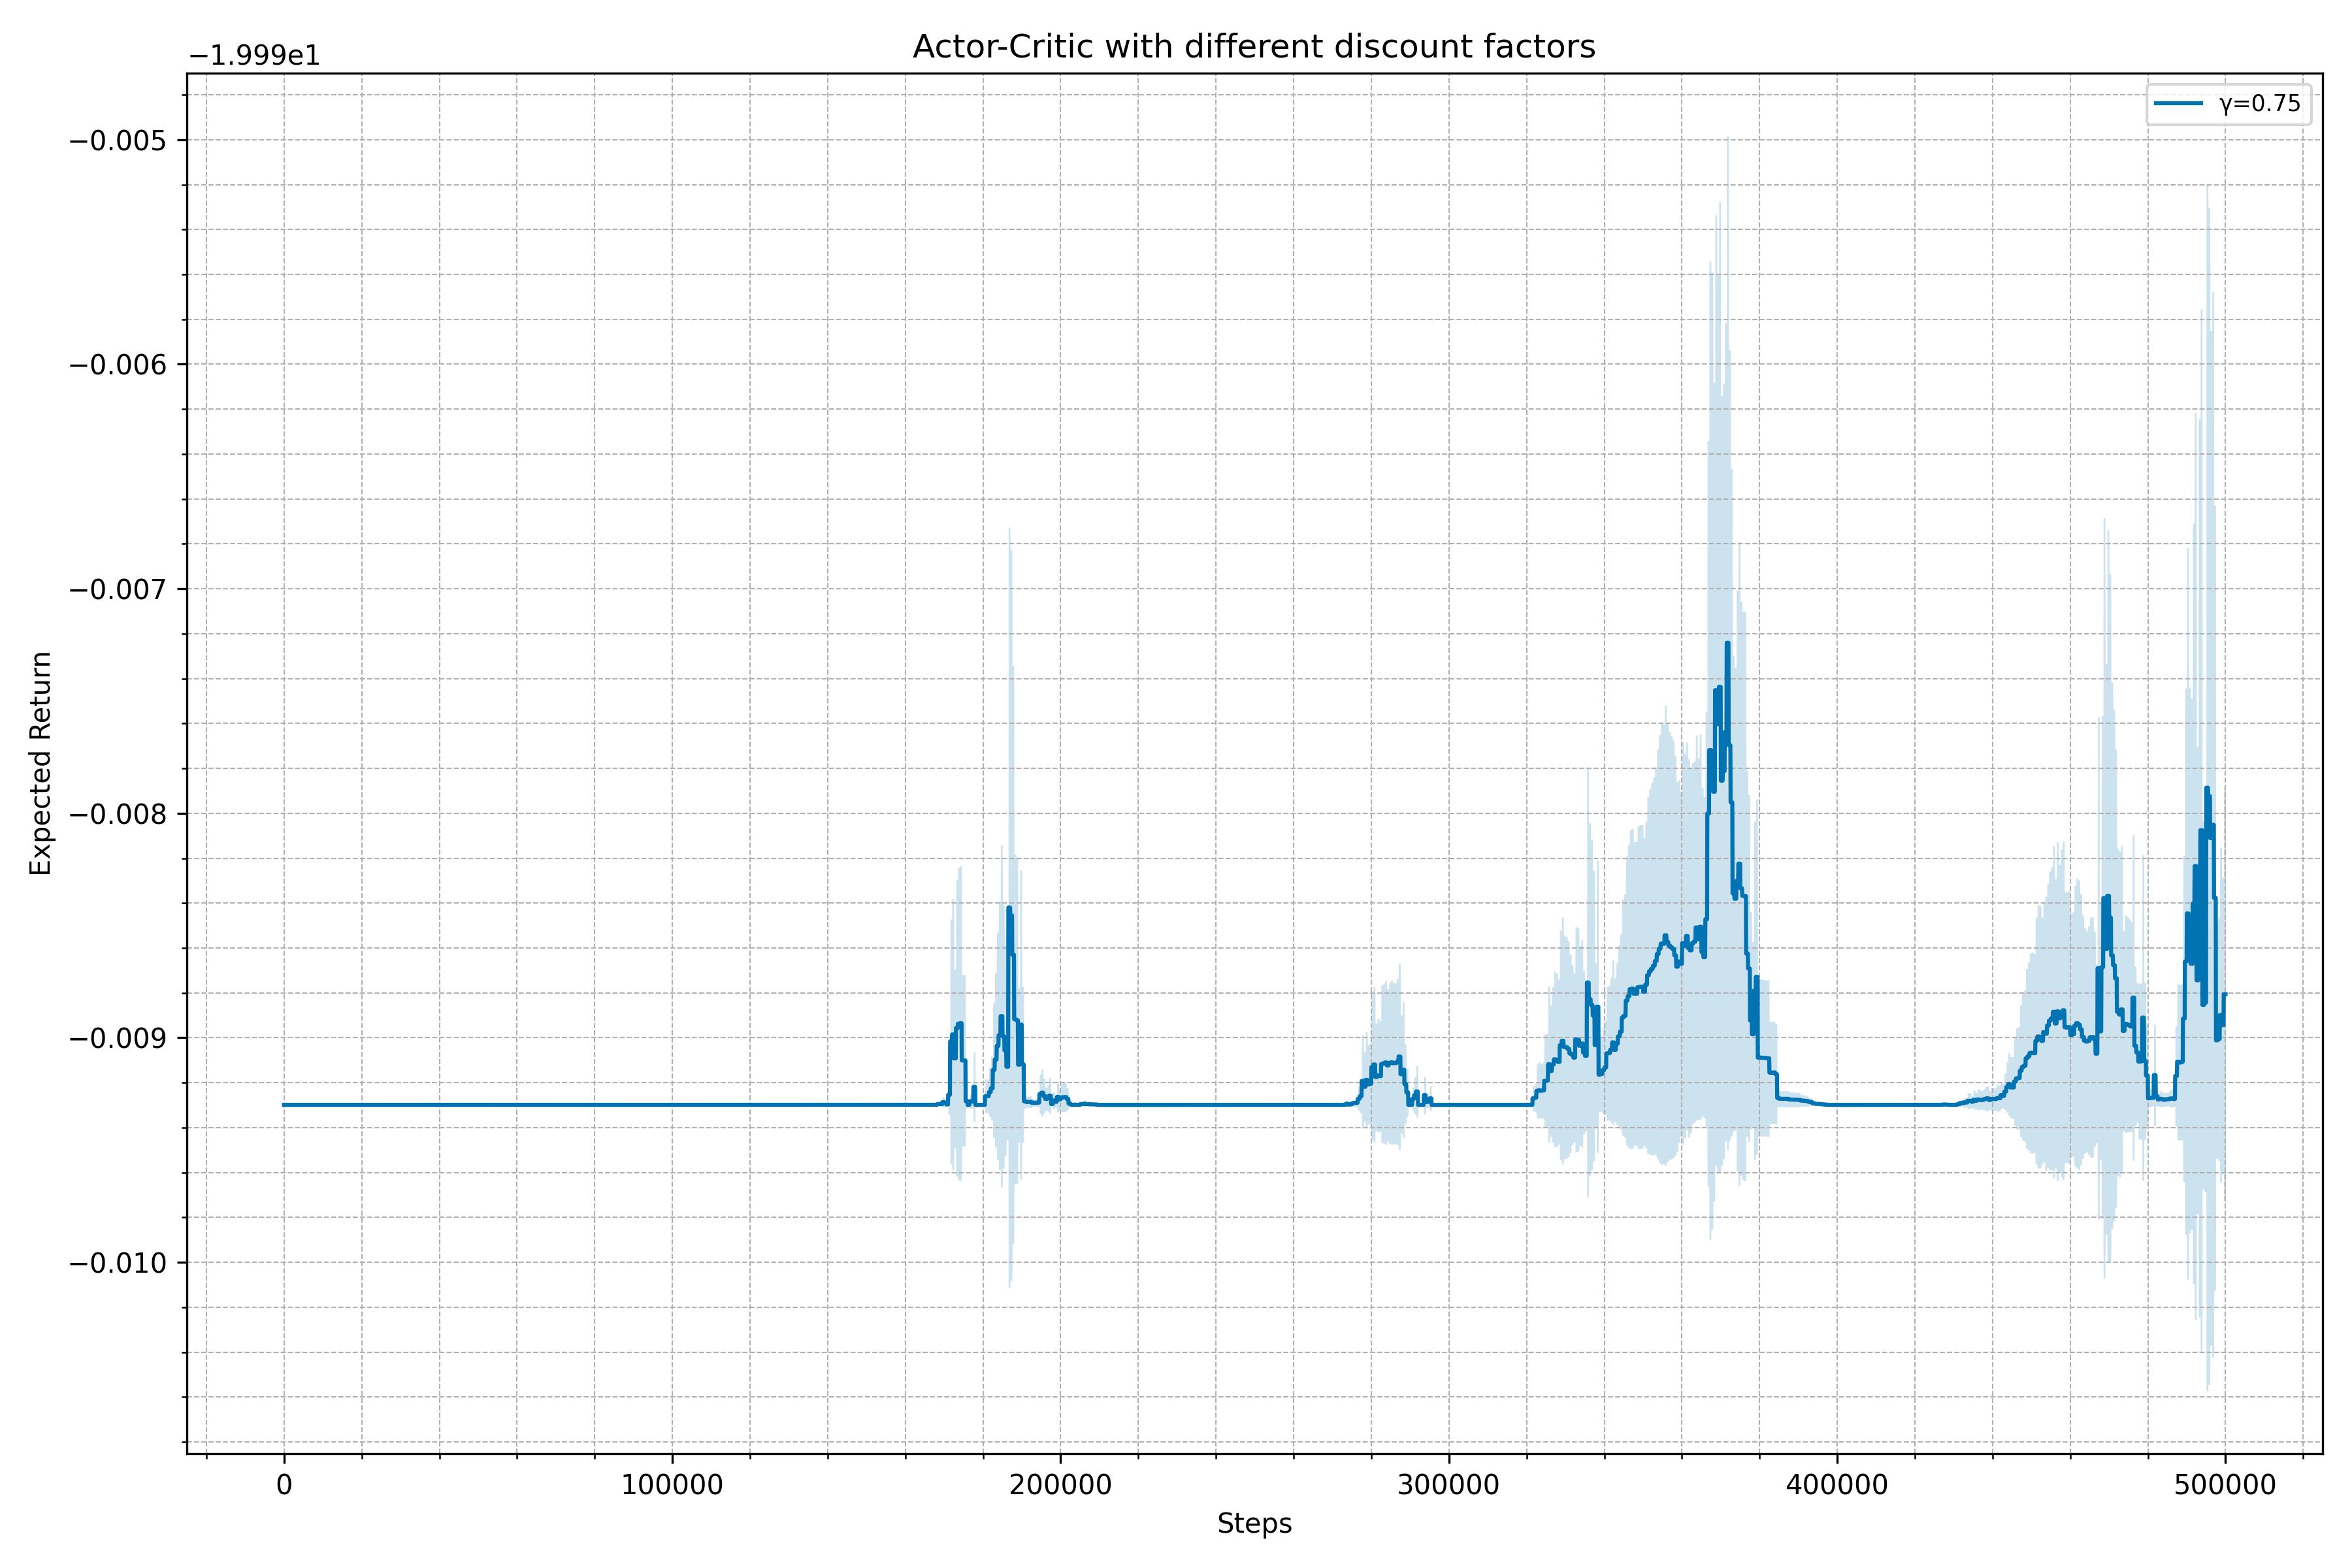 Actor-Critic with different discount factors
−1.999e1
γ=0.75
−0.005
−0.006
−0.007
−0.008
−0.009
−0.010
Expected Return
0
100000
200000
300000
400000
500000
Steps